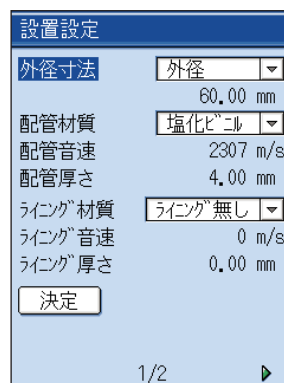 設置設定
外径寸法 外径
60.00 mm
配管材質 塩化ﾋﾞﾆﾙ
配管音速 2307 m/s
配管厚さ 4.00 mm
ﾗｲﾆﾝｸﾞ材質 ﾗｲﾆﾝｸﾞ無し
ﾗｲﾆﾝｸﾞ音速 0 m/s
ﾗｲﾆﾝｸﾞ厚さ 0.00 mm
決定
1/2